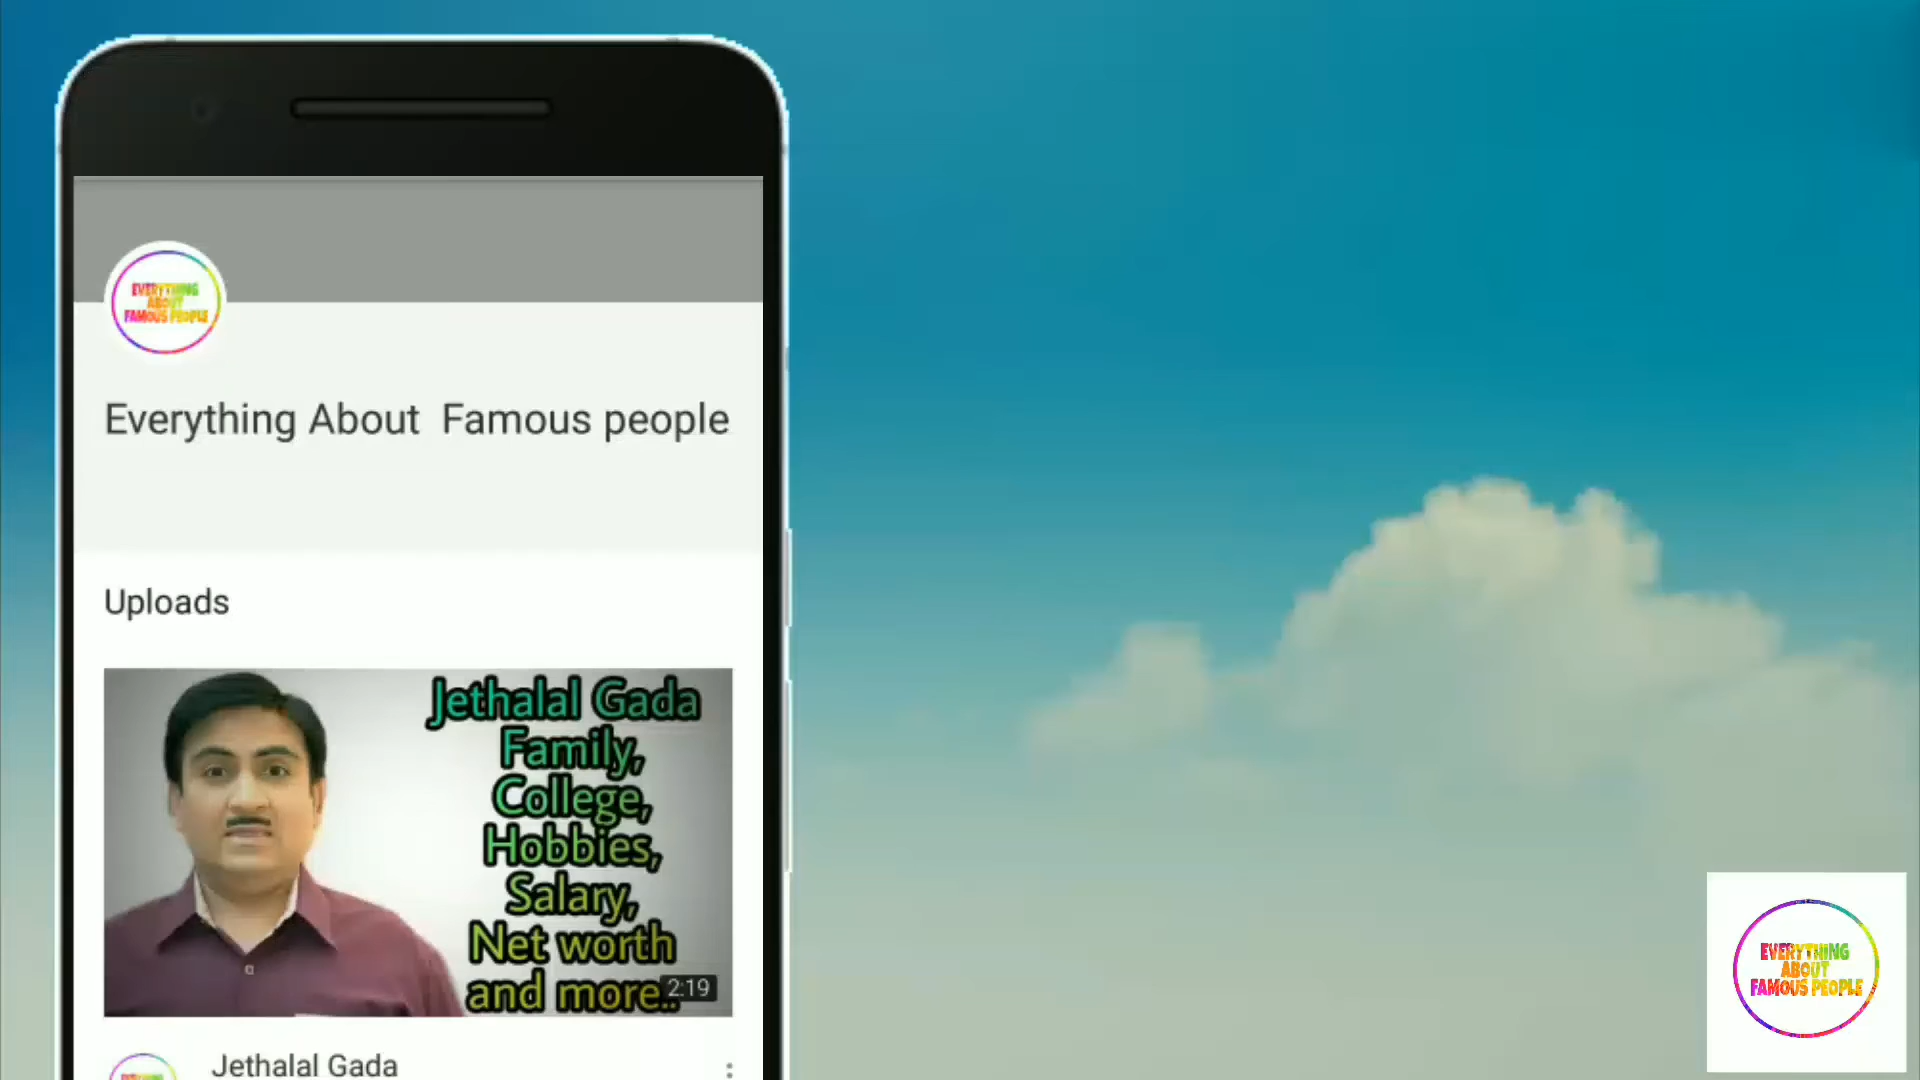 EVERYTHING
ABOUT
FAMOUS PEOPLE
Everything About Famous people
Uploads
Jethalal Gada
Family,
College,
Hobbies,
Salary,
Net worth
and more..
2:19
Jethalal Gada
EVERYTHING
ABOUT
FAMOUS PEOPLE